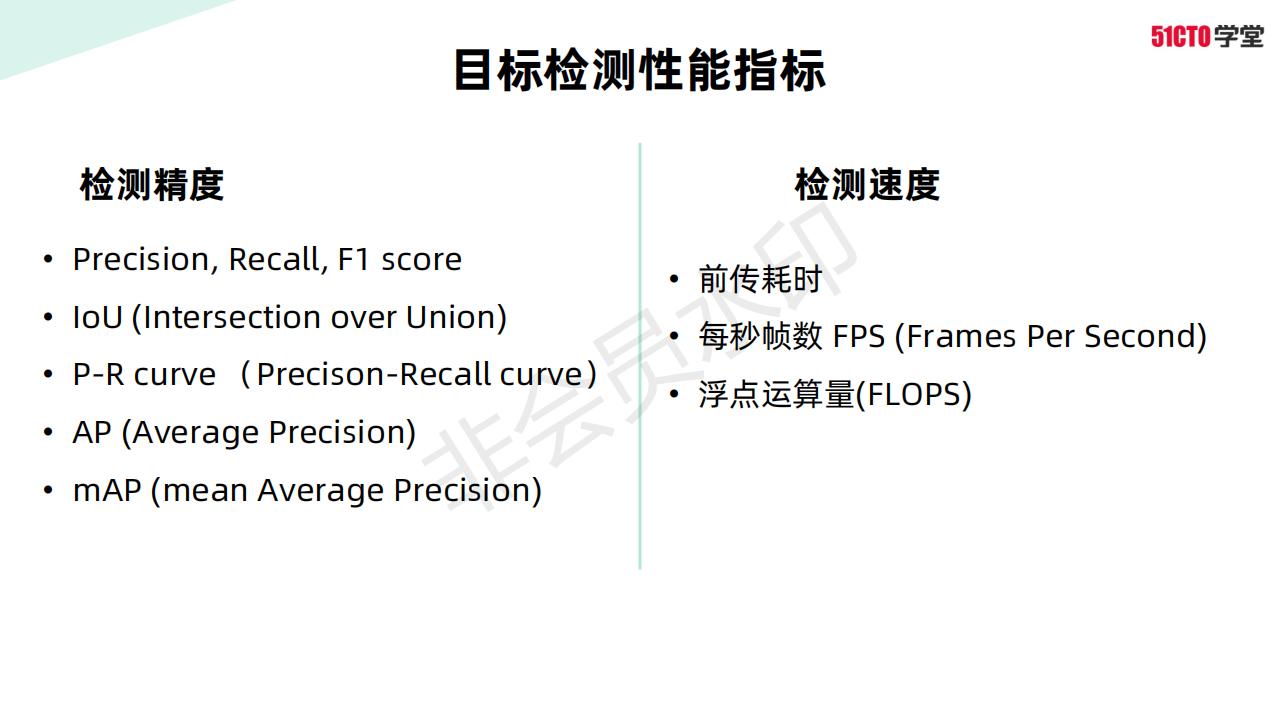 51CTO学堂
目标检测性能指标
检测精度
• Precision, Recall, F1 score
• IoU (Intersection over Union)
• P-R curve （Precison-Recall curve）
• AP (Average Precision)
• mAP (mean Average Precision)
检测速度
• 前传耗时
• 每秒帧数 FPS (Frames Per Second)
• 浮点运算量(FLOPS)
非会员水印